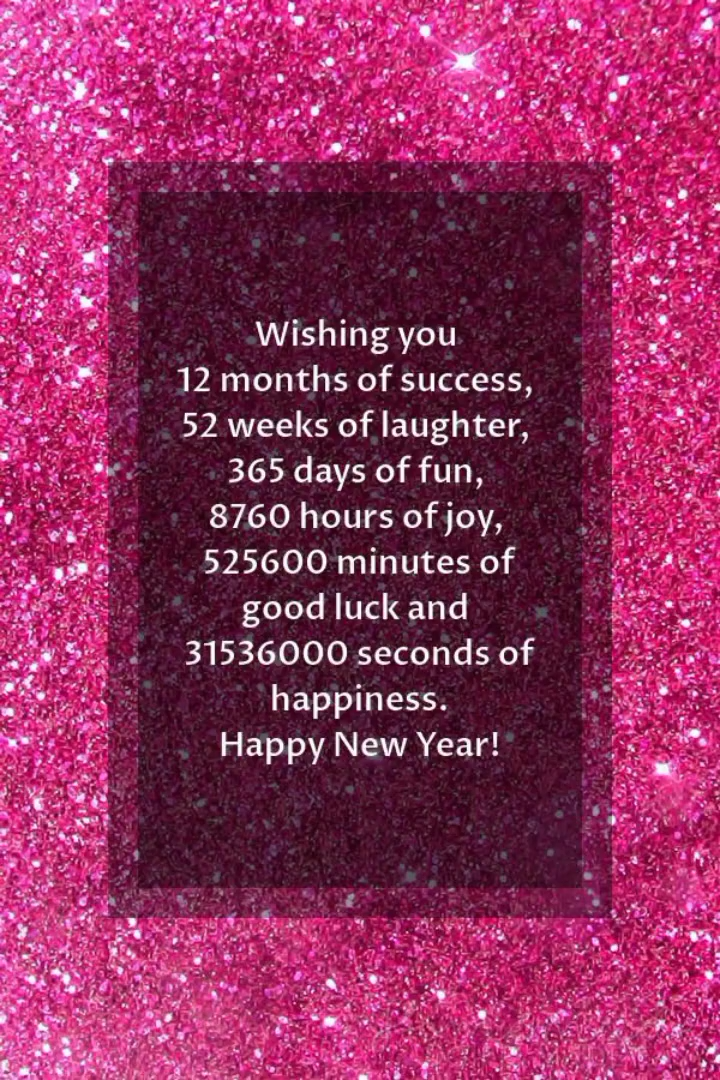 Wishing you
12 months of success,
52 weeks of laughter,
365 days of fun,
8760 hours of joy,
525600 minutes of
good luck and
31536000 seconds of
happiness.
Happy New Year!